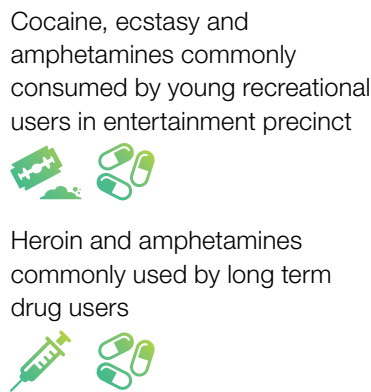 Cocaine, ecstasy and
amphetamines commonly
consumed by young recreational
users in entertainment precinct
Heroin and amphetamines
commonly used by long term
drug users